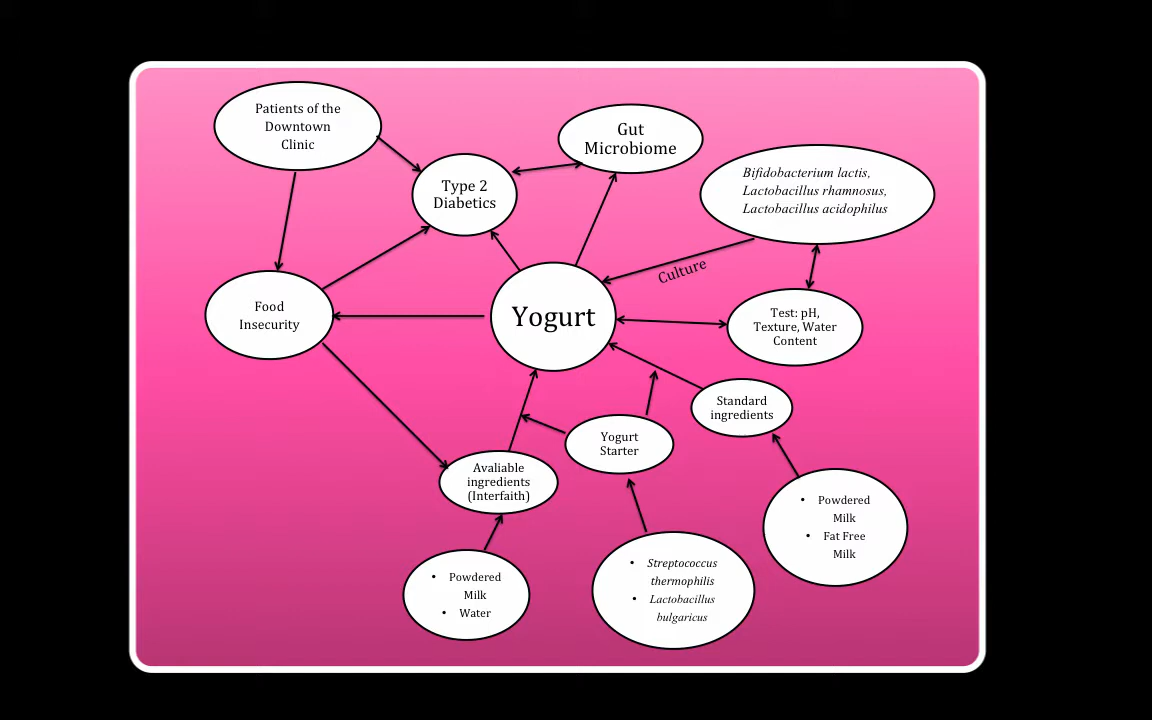 Patients of the
Downtown
Clinic
Gut
Microbiome
Type 2
Diabetics
Bifidobacterium lactis,
Lactobacillus rhamnosus,
Lactobacillus acidophilus
Culture
Food
Insecurity
Yogurt
Test: pH,
Texture, Water
Content
Standard
ingredients
Yogurt
Starter
Avaliable
ingredients
(Interfaith)
• Powdered
Milk
• Fat Free
Milk
• Streptococcus
thermophilis
• Lactobacillus
bulgaricus
• Powdered
Milk
• Water